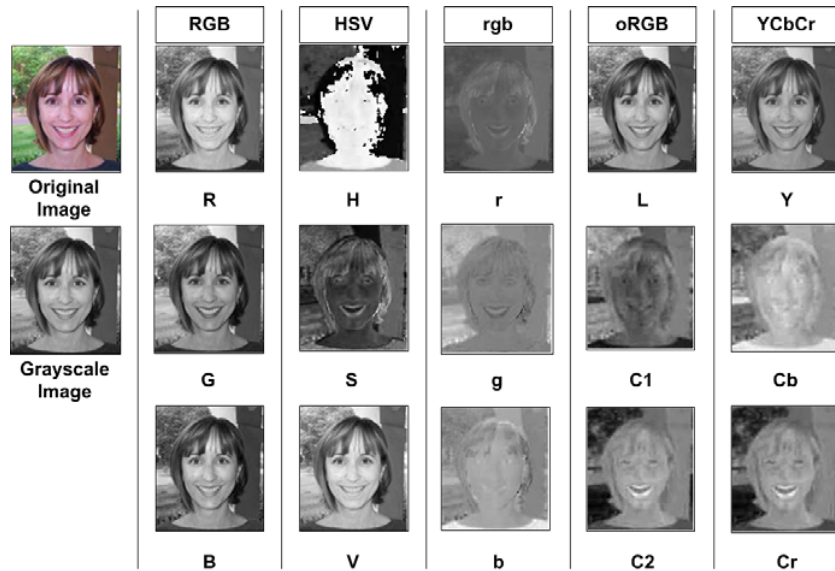 RGB
HSV
rgb
oRGB
YCbCr
Original
Image
R
H
r
L
Y
Grayscale
Image
G
S
g
C1
Cb
B
V
b
C2
Cr